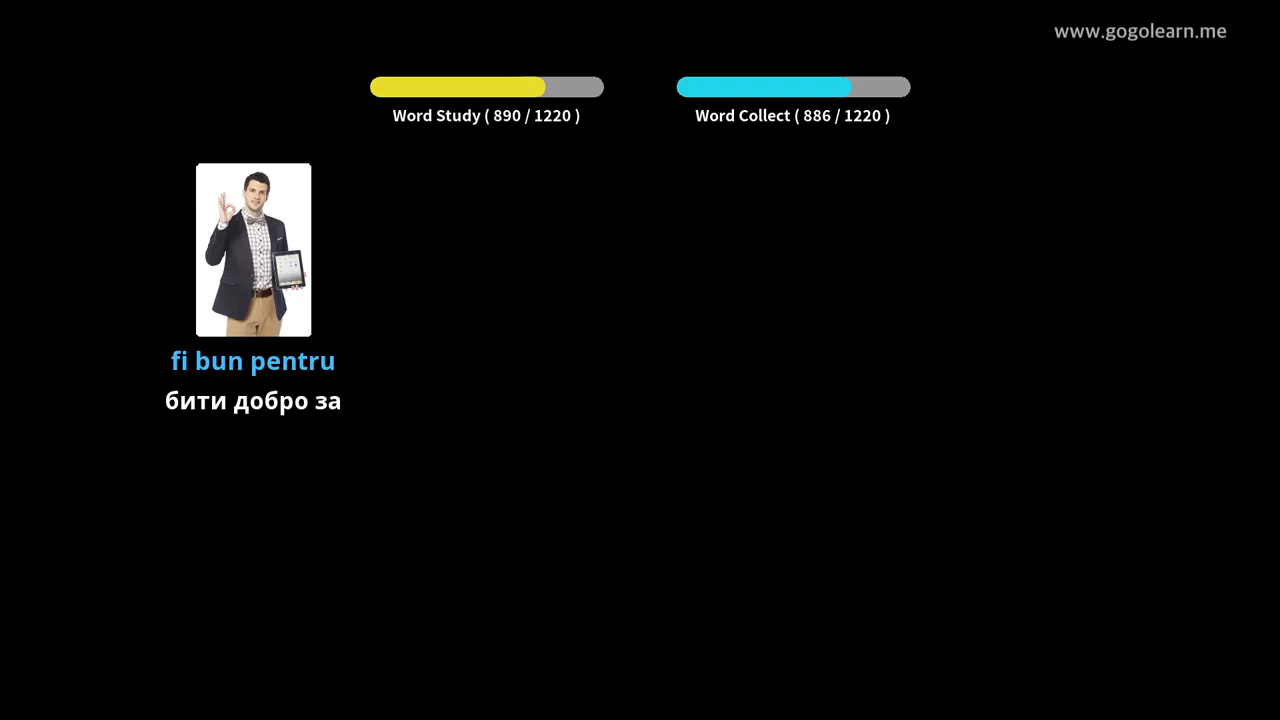 www.gogolearn.me
Word Study ( 890 / 1220 )
Word Collect ( 886 / 1220 )
fi bun pentru
бити добро за